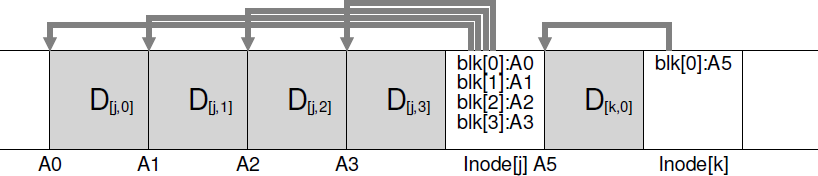 blk[0]:A0
blk[1]:A1
blk[2]:A2
blk[3]:A3
blk[0]:A5
D[j,0] D[j,1] D[j,2] D[j,3] D[k,0]
A0 A1 A2 A3 Inode[j] A5 Inode[k]